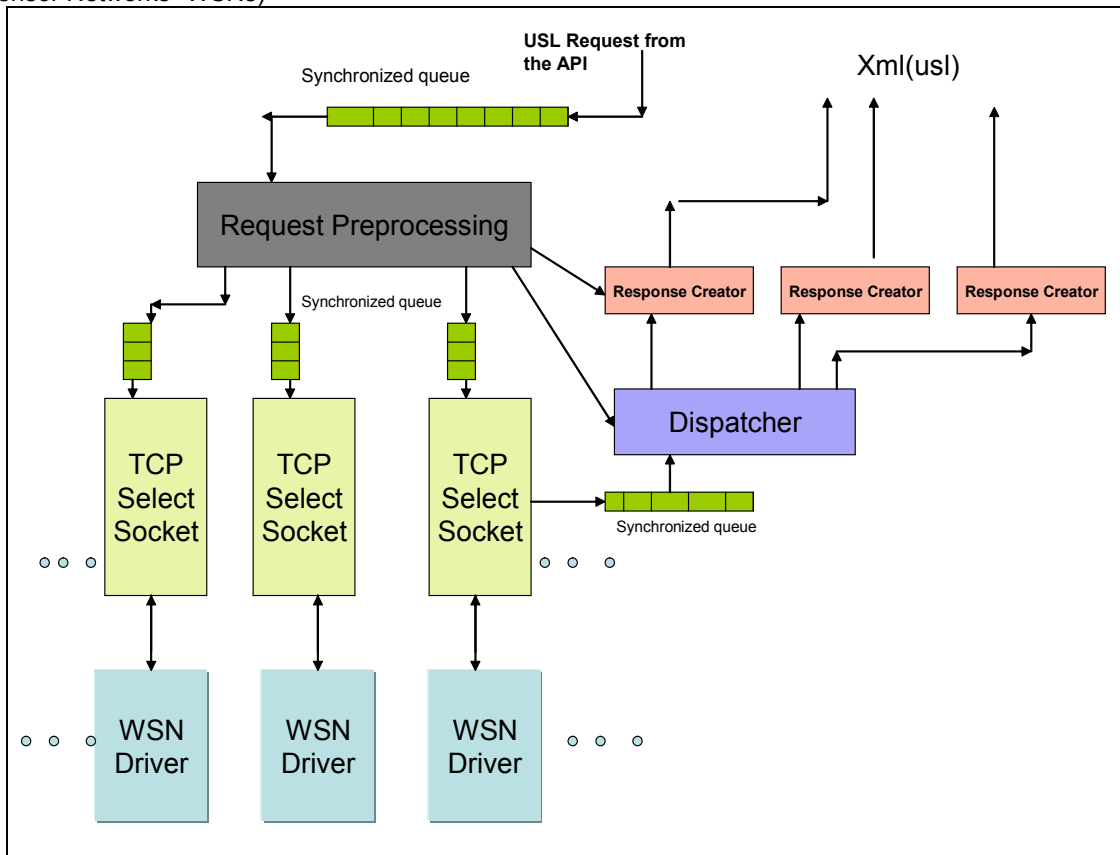 USL Request from
the API
Synchronized queue
Xml(usl)
Request Preprocessing
Synchronized queue
Response Creator
Response Creator
Response Creator
Dispatcher
TCP
Select
Socket
TCP
Select
Socket
TCP
Select
Socket
Synchronized queue
WSN
Driver
WSN
Driver
WSN
Driver